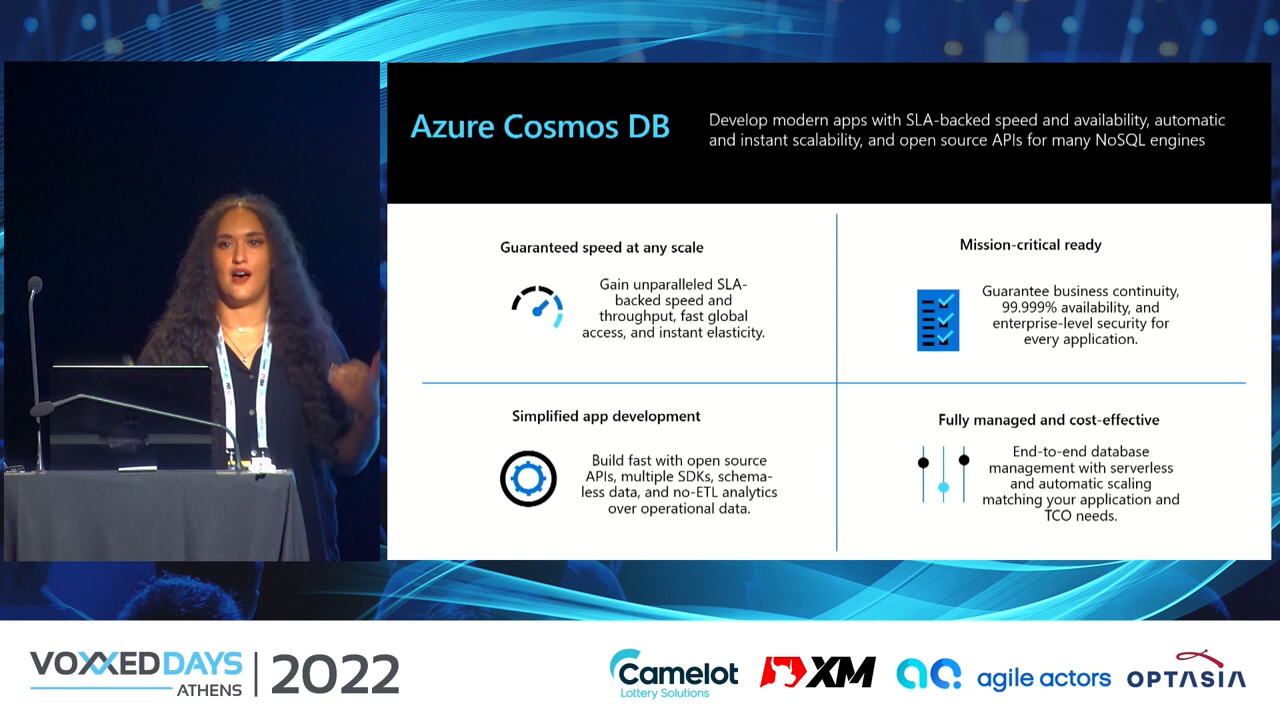 Azure Cosmos DB
Develop modern apps with SLA-backed speed and availability, automatic
and instant scalability, and open source APIs for many NoSQL engines
Guaranteed speed at any scale
Gain unparalleled SLA-
backed speed and
throughput, fast global
access, and instant elasticity.
Mission-critical ready
Guarantee business continuity,
99.999% availability, and
enterprise-level security for
every application.
Simplified app development
Build fast with open source
APIs, multiple SDKs, schema-
less data, and no-ETL analytics
over operational data.
Fully managed and cost-effective
End-to-end database
management with serverless
and automatic scaling
matching your application and
TCO needs.
VOXXED DAYS
ATHENS
2022
Camelot
Lottery Solutions
XM
agile actors
OPTASIA